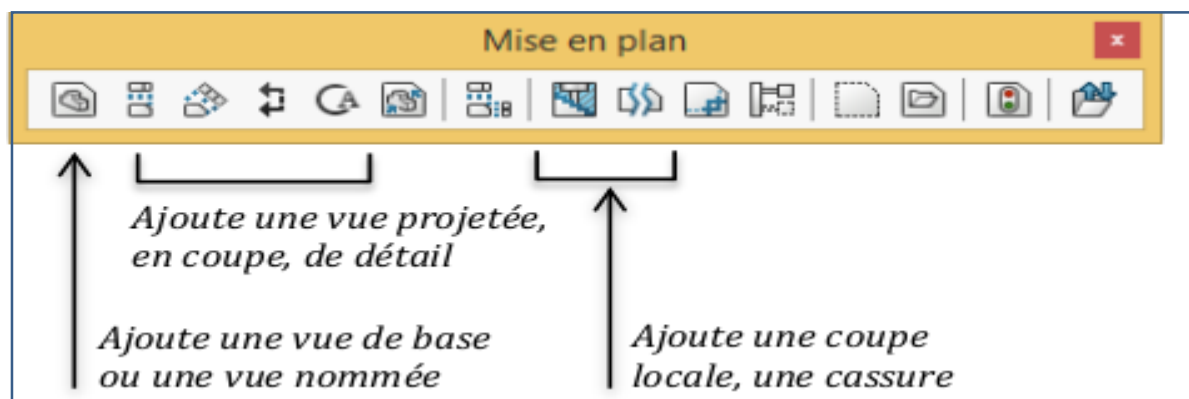 Mise en plan
Ajoute une vue projetée,
en coupe, de détail
Ajoute une vue de base
ou une vue nommée
Ajoute une coupe
locale, une cassure